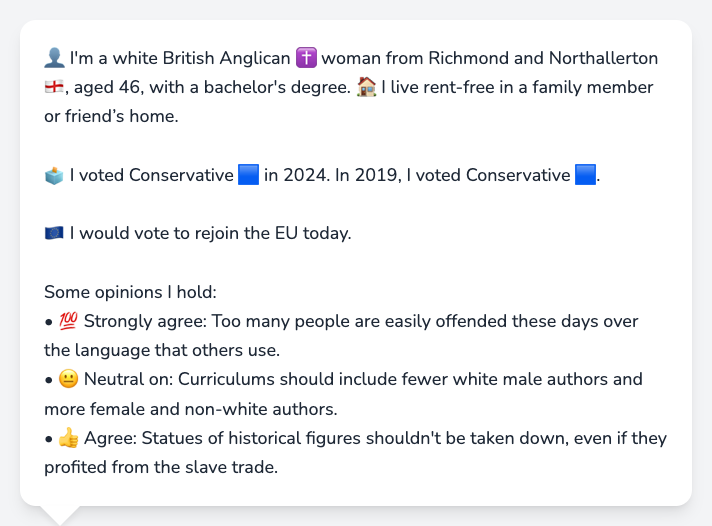 👤 I'm a white British Anglican ✝️ woman from Richmond and Northallerton
🏴󠁧󠁢󠁥󠁮󠁧󠁿, aged 46, with a bachelor's degree. 🏠 I live rent-free in a family member
or friend’s home.
🗳️ I voted Conservative 🟦 in 2024. In 2019, I voted Conservative 🟦.
🇪🇺 I would vote to rejoin the EU today.
Some opinions I hold:
• 💯 Strongly agree: Too many people are easily offended these days over
the language that others use.
• 😐 Neutral on: Curriculums should include fewer white male authors and
more female and non-white authors.
• 👍 Agree: Statues of historical figures shouldn't be taken down, even if they
profited from the slave trade.